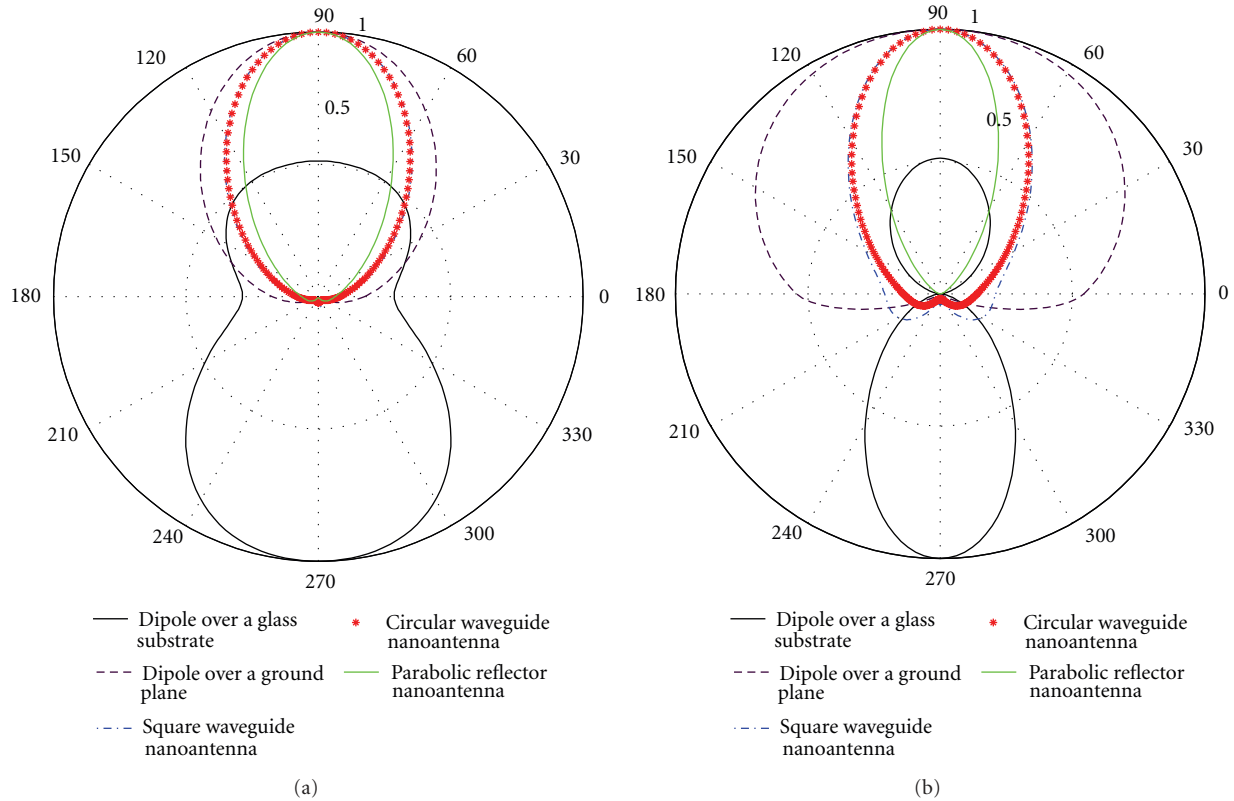 90
1
120
60
0.5
150
30
180
0
210
330
240
300
270
Dipole over a glass
substrate
Circular waveguide
nanoantenna
Dipole over a ground
plane
Parabolic reflector
nanoantenna
Square waveguide
nanoantenna
(a)
90
1
120
60
0.5
150
30
180
0
210
330
240
300
270
Dipole over a glass
substrate
Circular waveguide
nanoantenna
Dipole over a ground
plane
Parabolic reflector
nanoantenna
Square waveguide
nanoantenna
(b)